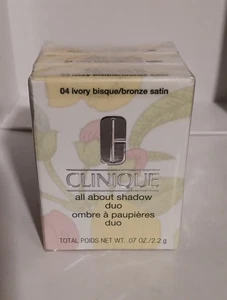 04 ivory bisque/bronze satin
C
CLINIQUE
all about shadow
duo
ombre à paupières
duo
TOTAL POIDS NET WT. .07 OZ./2.2 g